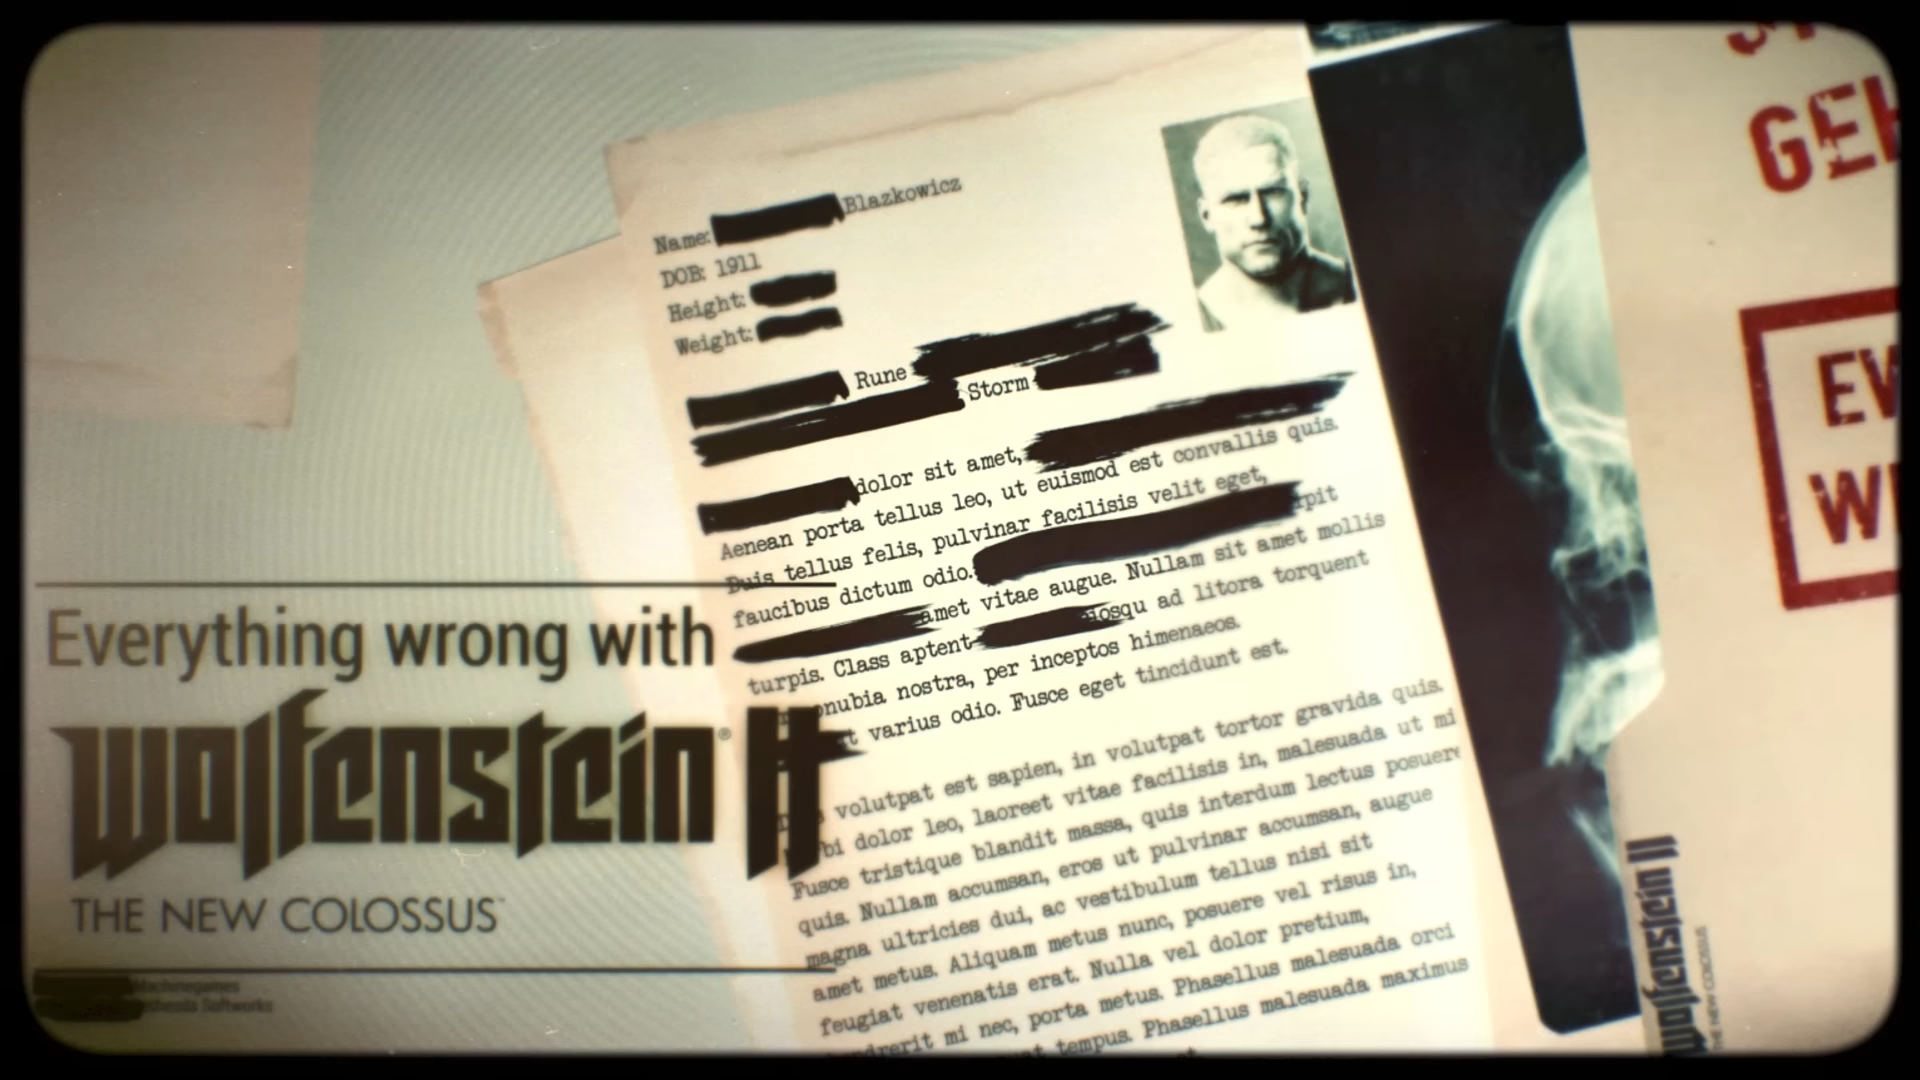 Name: Blazkowicz
DOB: 1911
Height:
Weight:
Rune
Storm
dolor sit amet,
Aenean porta tellus leo, ut euismod est convallis quis.
Duis tellus felis, pulvinar facilisis velit eget,
faucibus dictum odio.
amet vitae augue. Nullam sit amet mollis
turpis. Class aptent ad litora torquent
nostra, per inceptos himenaeos.
varius odio. Fusce eget tincidunt est.
volutpat est sapien, in volutpat tortor gravida quis.
dolor leo, laoreet vitae facilisis in, malesuada ut mi
Fusce tristique blandit massa, quis interdum lectus posuere
quis. Nullam accumsan, eros ut pulvinar accumsan, augue
magna ultricies dui, ac vestibulum tellus nisi sit
amet metus. Aliquam metus nunc, posuere vel risus in,
feugiat venenatis erat. Nulla vel dolor pretium,
mi nec, porta metus. Phasellus malesuada orci
tempus. Phasellus malesuada maximus
Everything wrong with
Wolfenstein® II
THE NEW COLOSSUS™
Machinegames
Softworks
GEH
EV
WI
Wolfenstein II
THE NEW COLOSSUS